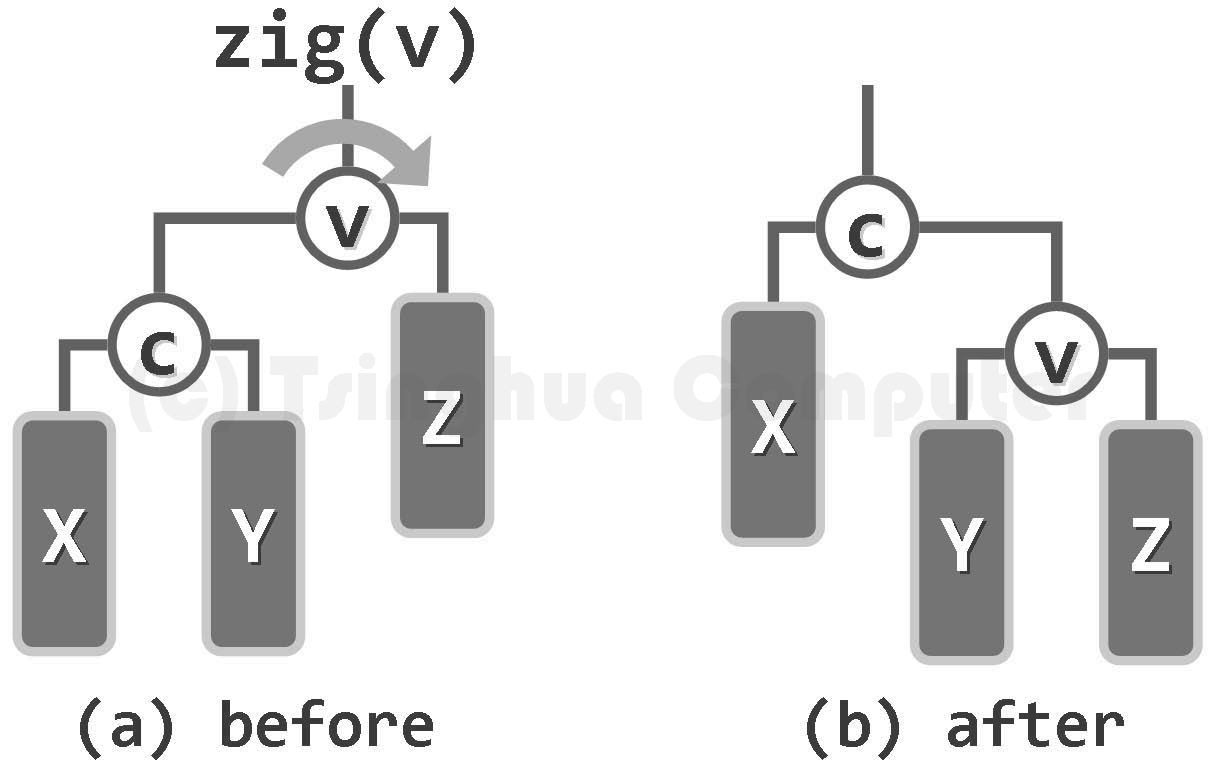 zig(v)
v
c
c
v
Z
X
X
Y
Y
Z
(c) Tsinghua Computer
(a) before
(b) after